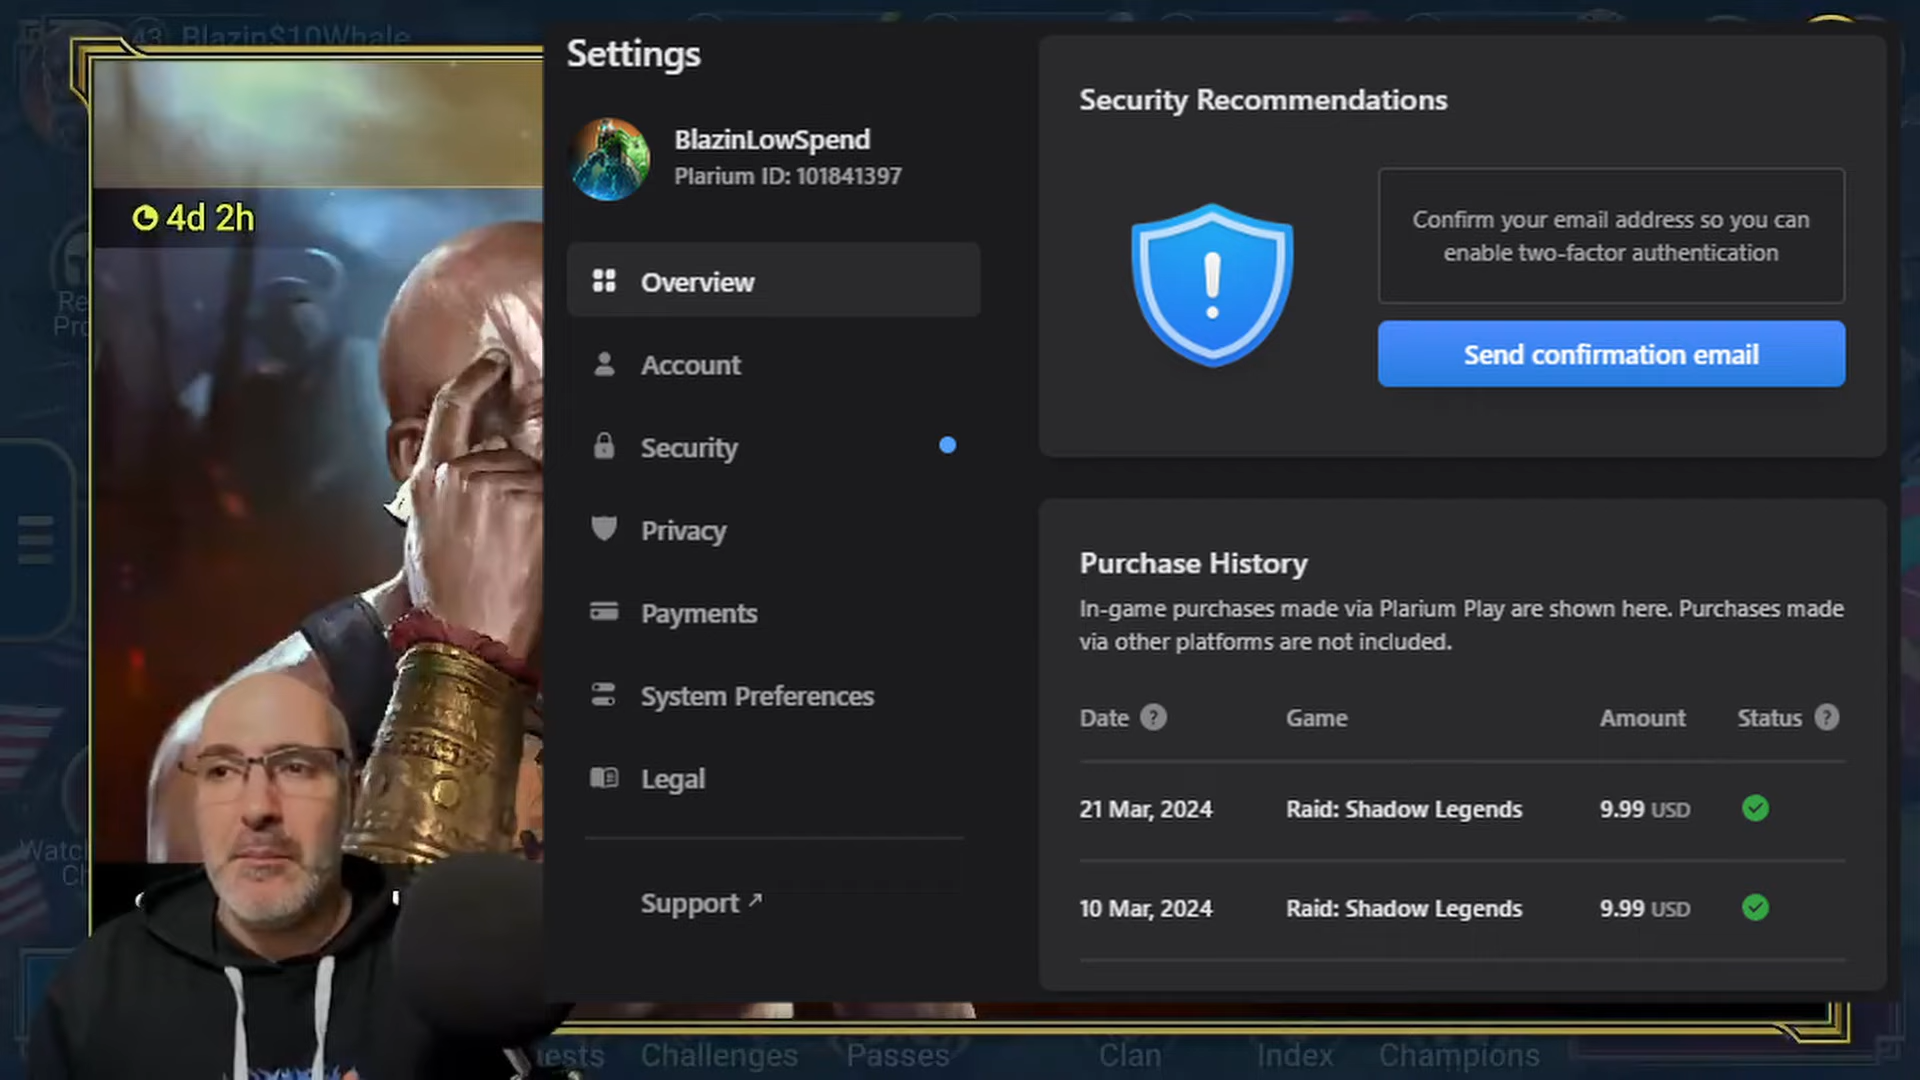 43 Blazin$10Whale
4d 2h
Settings
BlazinLowSpend
Plarium ID: 101841397
Overview
Account
Security
Privacy
Payments
System Preferences
Legal
Support
Security Recommendations
Confirm your email address so you can
enable two-factor authentication
Send confirmation email
Purchase History
In-game purchases made via Plarium Play are shown here. Purchases made
via other platforms are not included.
Date ? Game Amount Status ?
21 Mar, 2024 Raid: Shadow Legends 9.99 USD
10 Mar, 2024 Raid: Shadow Legends 9.99 USD
Challenges Passes Clan Index Champions